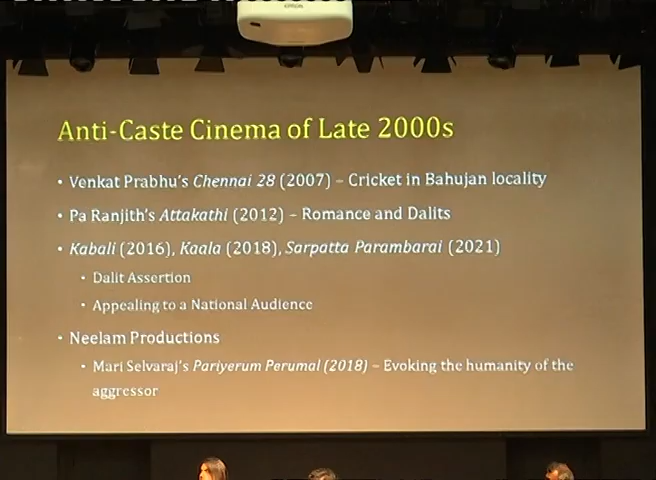 Anti-Caste Cinema of Late 2000s
• Venkat Prabhu's Chennai 28 (2007) – Cricket in Bahujan locality
• Pa Ranjith's Attakathi (2012) – Romance and Dalits
• Kabali (2016), Kaala (2018), Sarpatta Parambarai (2021)
• Dalit Assertion
• Appealing to a National Audience
• Neelam Productions
• Mari Selvaraj's Pariyerum Perumal (2018) – Evoking the humanity of the
aggressor